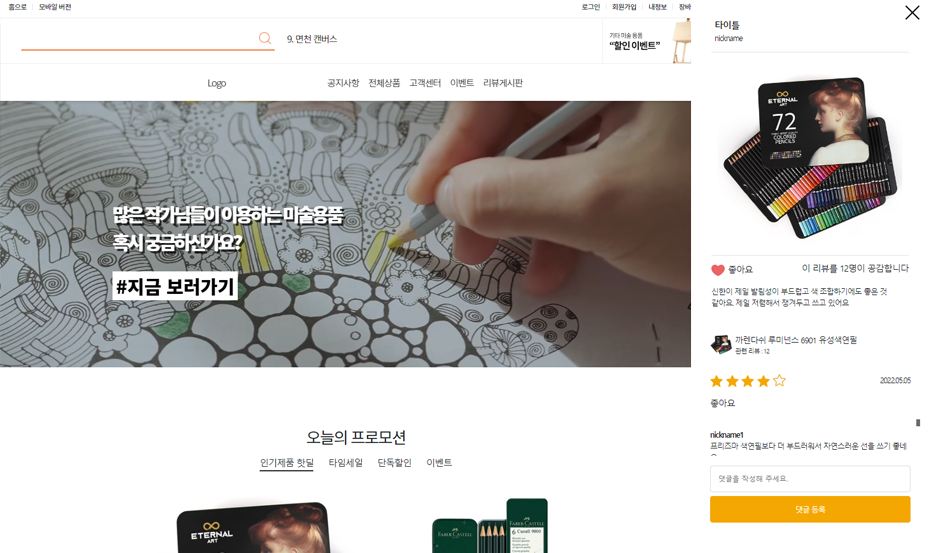 홈으로
모바일 버전
로그인
회원가입
내정보
장바
9. 면천 캔버스
기타 미술 용품
“할인 이벤트”
Logo
공지사항
전체상품
고객센터
이벤트
리뷰게시판
많은 작가님들이 이용하는 미술용품
혹시 궁금하신가요?
#지금 보러가기
오늘의 프로모션
인기제품 핫딜
타임세일
단독할인
이벤트
ETERNAL
ART
FABER-CASTELL
FABER-CASTELL
Castell 9000
타이틀
nickname
ETERNAL
ART
72
COLORED
PENCILS
좋아요
이 리뷰를 12명이 공감합니다
신한이 제일 발림성이 부드럽고 색 조합하기에도 좋은 것
같아요. 제일 저렴해서 쟁겨두고 쓰고 있어요
까렌다쉬 루미넌스 6901 유성색연필
관련 리뷰 : 12
2022.05.05
좋아요
nickname1
프리즈마 색연필보다 더 부드러워서 자연스러운 선을 쓰기 좋네
댓글을 작성해 주세요.
댓글 등록